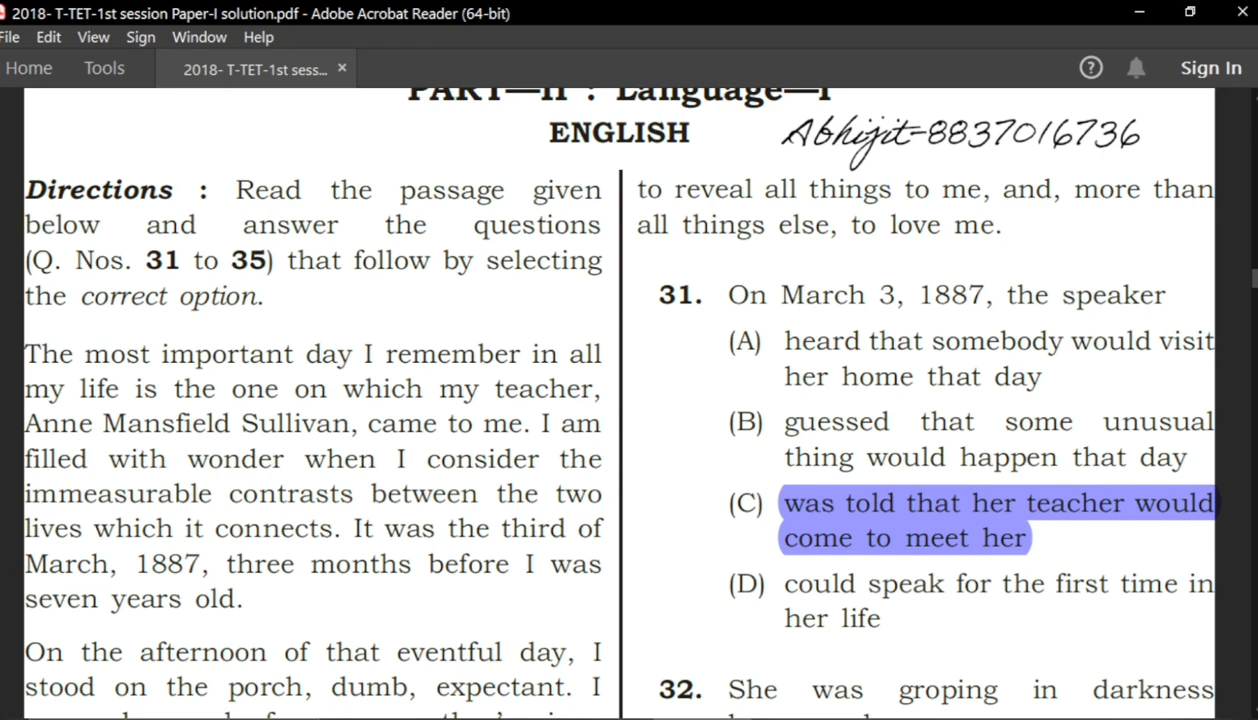 2018- T-TET-1st session Paper-I solution.pdf - Adobe Acrobat Reader (64-bit)
File Edit View Sign Window Help
Home Tools 2018- T-TET-1st sess... × ? Sign In
PART—II : Language—I
ENGLISH Abhijit-8837016736
Directions : Read the passage given
below and answer the questions
(Q. Nos. 31 to 35) that follow by selecting
the correct option.
The most important day I remember in all
my life is the one on which my teacher,
Anne Mansfield Sullivan, came to me. I am
filled with wonder when I consider the
immeasurable contrasts between the two
lives which it connects. It was the third of
March, 1887, three months before I was
seven years old.
On the afternoon of that eventful day, I
stood on the porch, dumb, expectant. I
to reveal all things to me, and, more than
all things else, to love me.
31. On March 3, 1887, the speaker
(A) heard that somebody would visit
her home that day
(B) guessed that some unusual
thing would happen that day
(C) was told that her teacher would
come to meet her
(D) could speak for the first time in
her life
32. She was groping in darkness